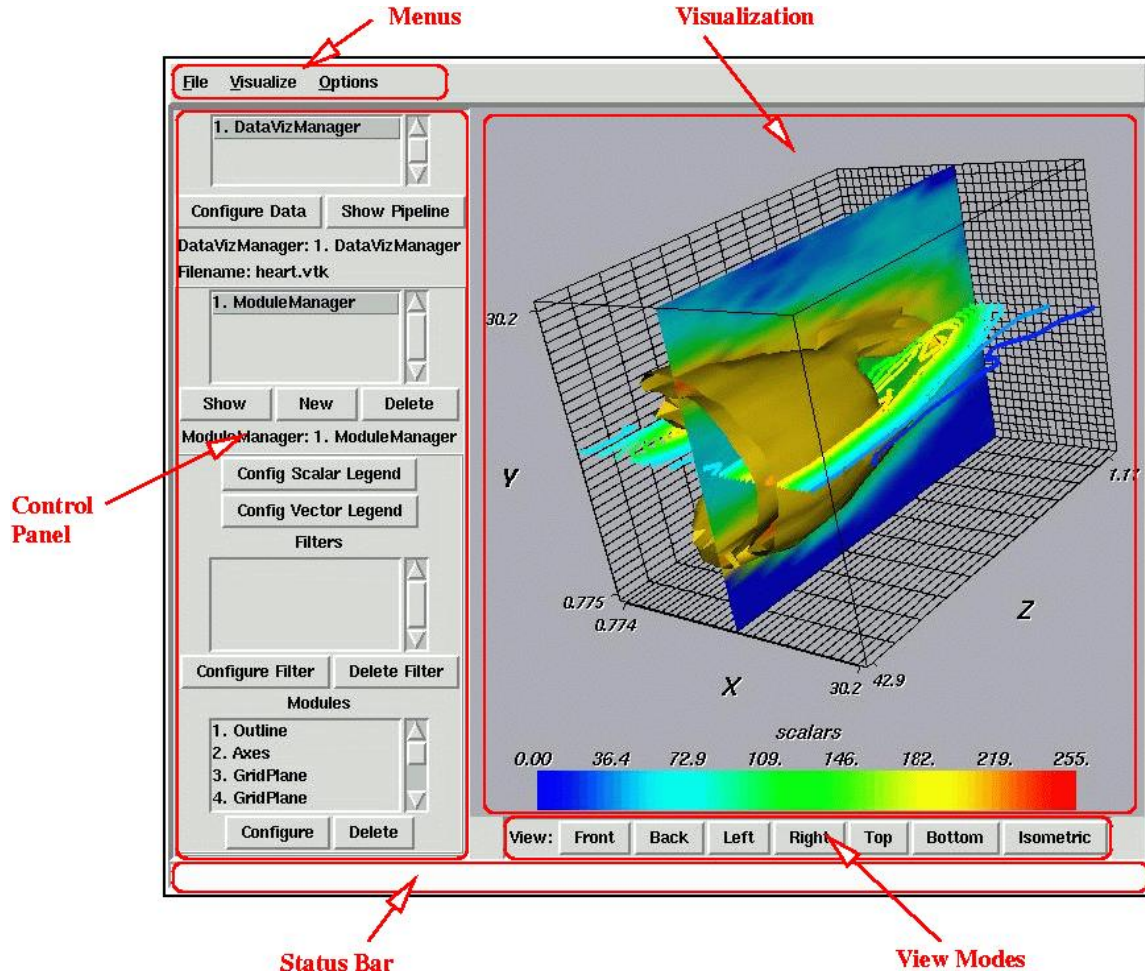 Menus
Visualization
File Visualize Options
1. DataVizManager
Configure Data Show Pipeline
DataVizManager: 1. DataVizManager
Filename: heart.vtk
1. ModuleManager
Show New Delete
ModuleManager: 1. ModuleManager
Config Scalar Legend
Config Vector Legend
Filters
Configure Filter Delete Filter
Modules
1. Outline
2. Axes
3. GridPlane
4. GridPlane
Configure Delete
Control
Panel
30.2
Y
0.775
0.774
X
30.2
42.9
Z
scalars
0.00 36.4 72.9 109. 146. 182. 219. 255.
View: Front Back Left Right Top Bottom Isometric
Status Bar
View Modes